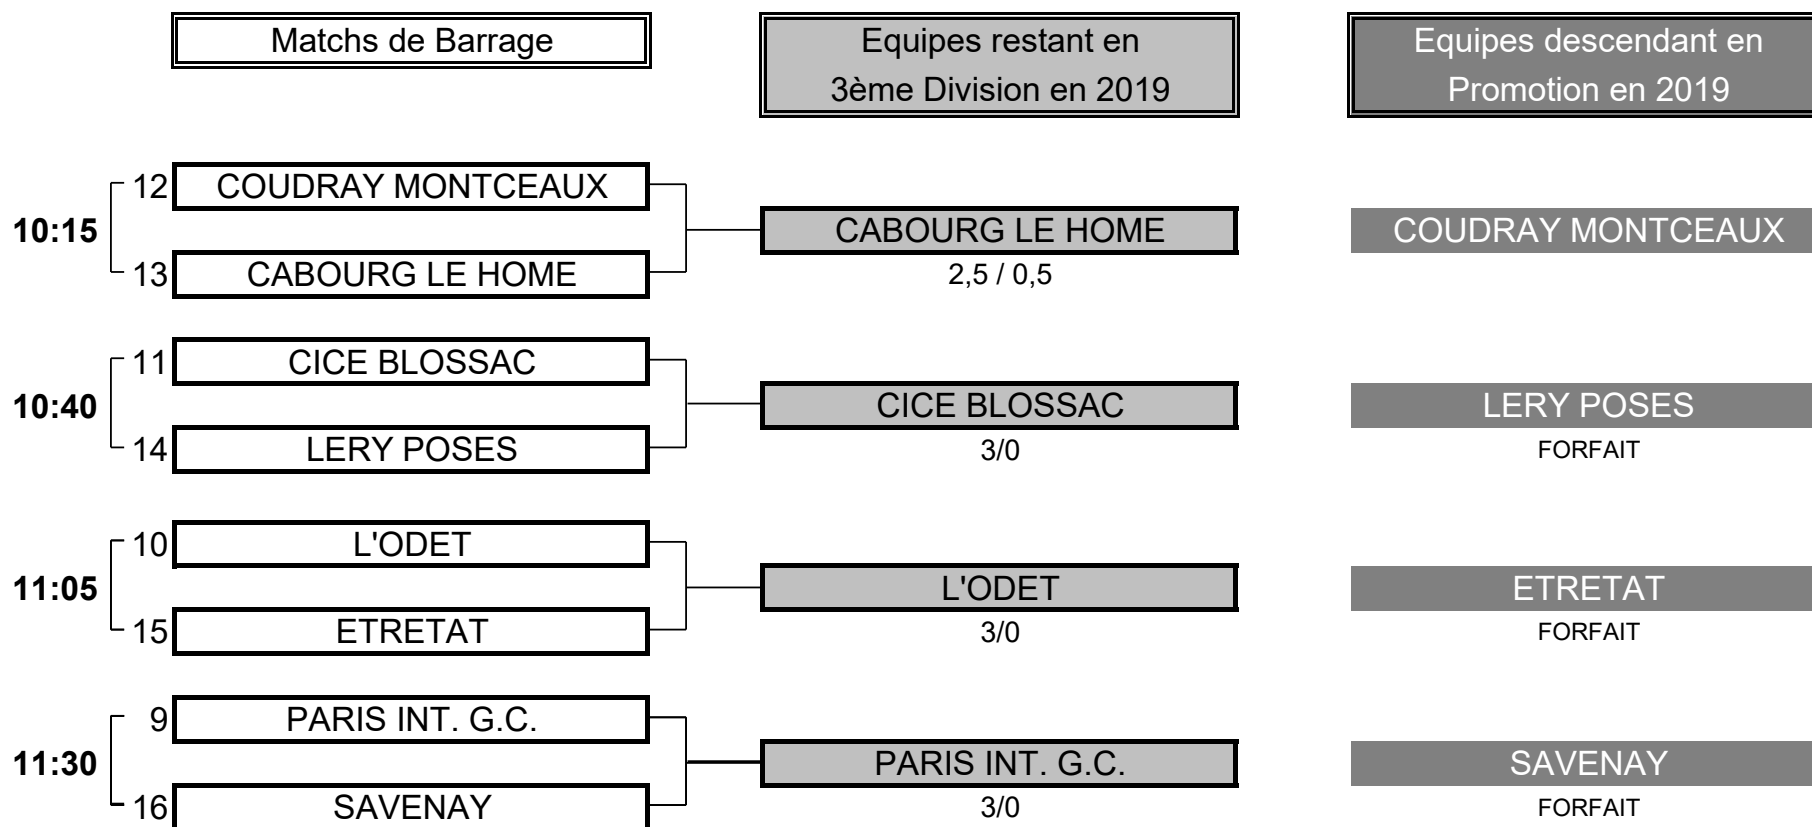 Matchs de Barrage
Equipes restant en
3ème Division en 2019
Equipes descendant en
Promotion en 2019
12 COUDRAY MONTCEAUX
10:15 CABOURG LE HOME COUDRAY MONTCEAUX
13 CABOURG LE HOME 2,5 / 0,5
11 CICE BLOSSAC
10:40 CICE BLOSSAC LERY POSES
14 LERY POSES 3/0 FORFAIT
10 L'ODET
11:05 L'ODET ETRETAT
15 ETRETAT 3/0 FORFAIT
9 PARIS INT. G.C.
11:30 PARIS INT. G.C. SAVENAY
16 SAVENAY 3/0 FORFAIT